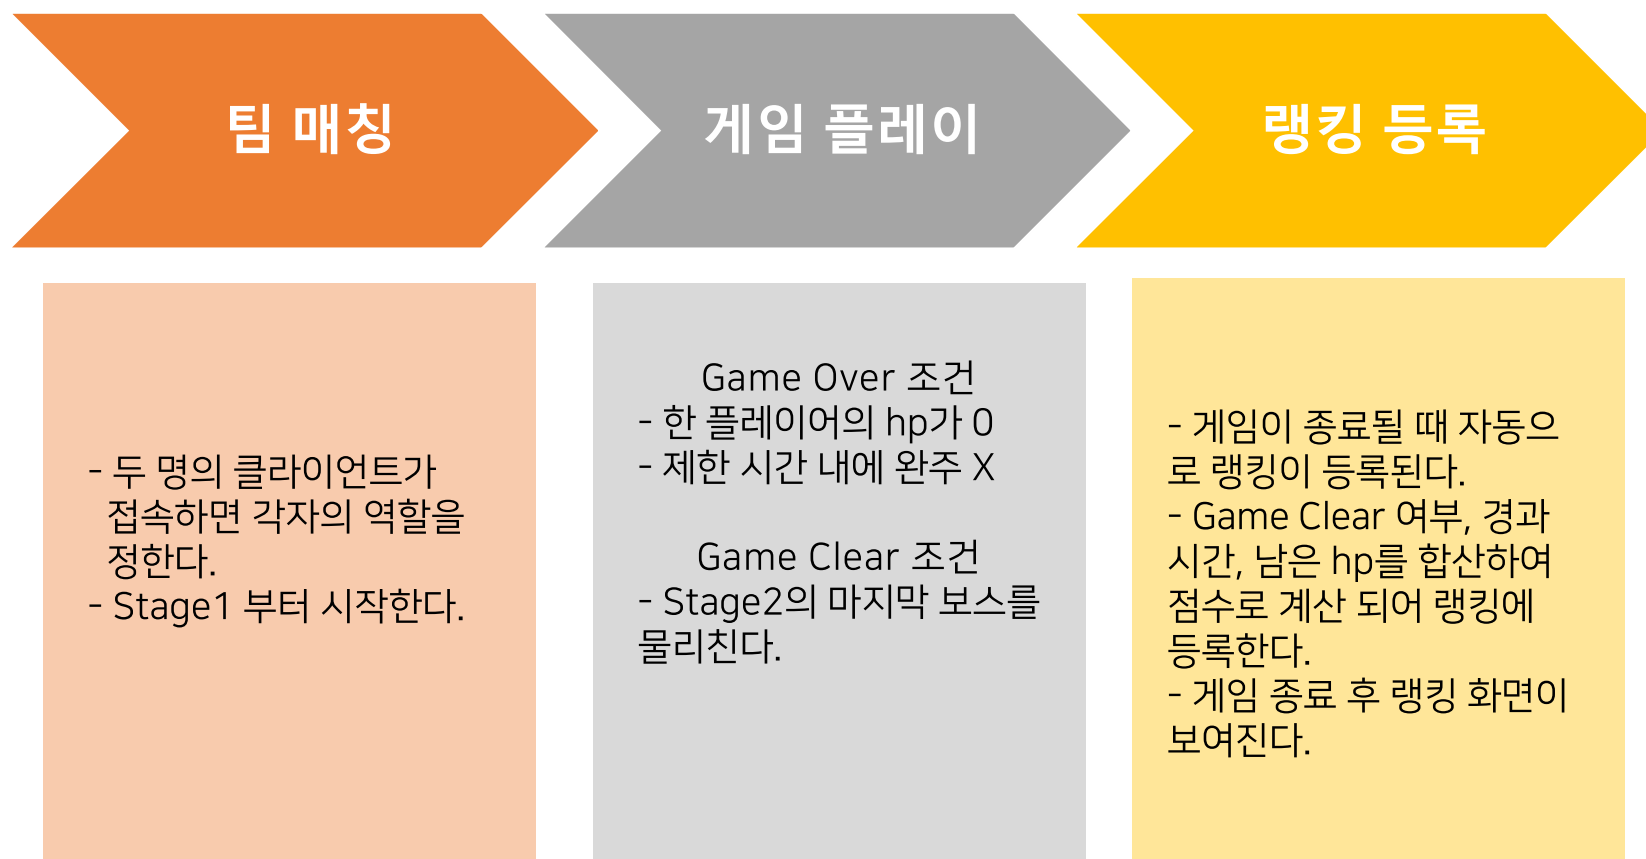 팀 매칭
게임 플레이
랭킹 등록
- 두 명의 클라이언트가
접속하면 각자의 역할을
정한다.
- Stage1 부터 시작한다.
Game Over 조건
- 한 플레이어의 hp가 0
- 제한 시간 내에 완주 X
Game Clear 조건
- Stage2의 마지막 보스를
물리친다.
- 게임이 종료될 때 자동으
로 랭킹이 등록된다.
- Game Clear 여부, 경과
시간, 남은 hp를 합산하여
점수로 계산 되어 랭킹에
등록한다.
- 게임 종료 후 랭킹 화면이
보여진다.